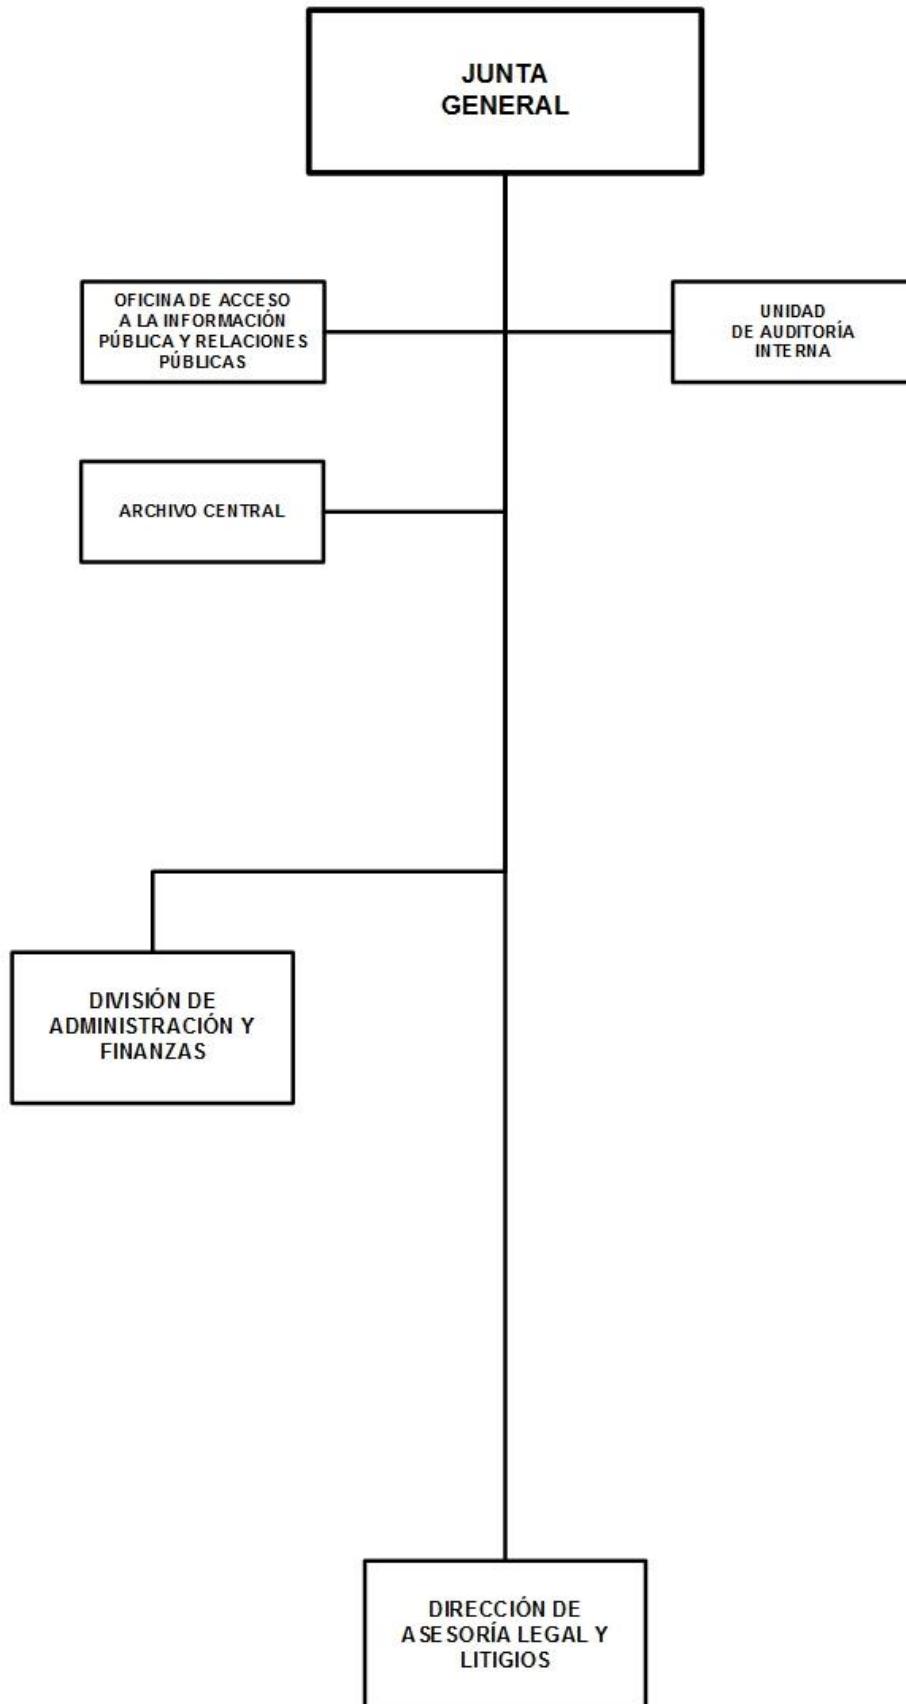 JUNTA
GENERAL
OFICINA DE ACCESO
A LA INFORMACIÓN
PÚBLICA Y RELACIONES
PÚBLICAS
UNIDAD
DE AUDITORÍA
INTERNA
ARCHIVO CENTRAL
DIVISIÓN DE
ADMINISTRACIÓN Y
FINANZAS
DIRECCIÓN DE
ASESORÍA LEGAL Y
LITIGIOS